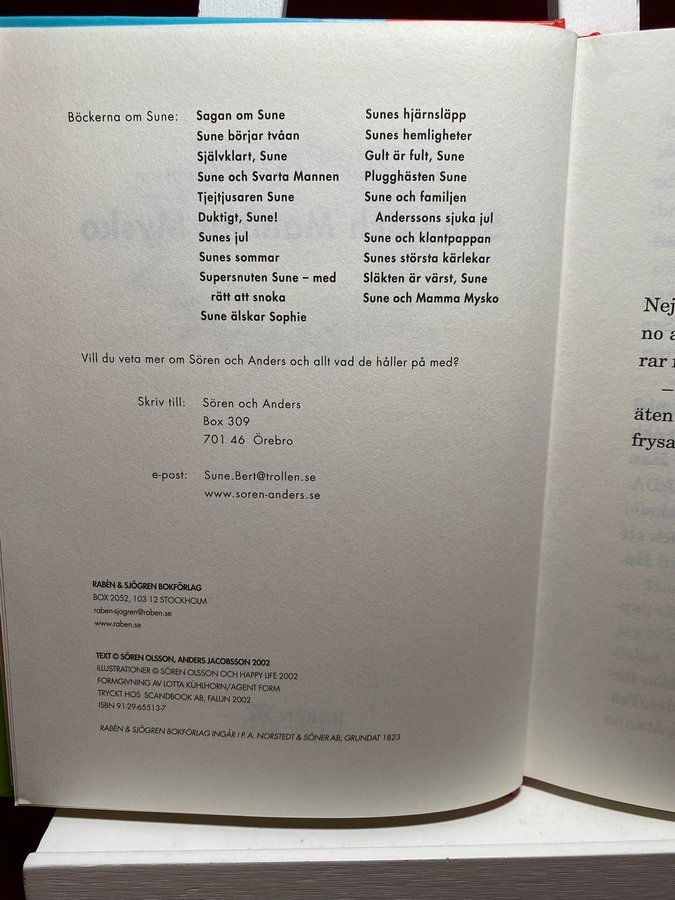 Böckerna om Sune:
Sagan om Sune
Sune börjar tvåan
Självklart, Sune
Sune och Svarta Mannen
Tjejtjusaren Sune
Duktigt, Sune!
Sunes jul
Sunes sommar
Supersnuten Sune – med
rätt att snoka
Sune älskar Sophie
Sunes hjärnsläpp
Sunes hemligheter
Gult är fult, Sune
Plugghästen Sune
Sune och familjen
Anderssons sjuka jul
Sune och klantpappan
Sunes största kärlekar
Släkten är värst, Sune
Sune och Mamma Mysko
Vill du veta mer om Sören och Anders och allt vad de håller på med?
Skriv till: Sören och Anders
Box 309
701 46 Örebro
e-post: Sune.Bert@trollen.se
www.soren-anders.se
RABÉN & SJÖGREN BOKFÖRLAG
BOX 2052, 103 12 STOCKHOLM
raben-sjogren@raben.se
www.raben.se
TEXT © SÖREN OLSSON, ANDERS JACOBSSON 2002
ILLUSTRATIONER © SÖREN OLSSON OCH HAPPY LIFE 2002
FORMGIVNING AV LOTTA KÜHLHORN/AGENT FORM
TRYCKT HOS SCANDBOOK AB, FALUN 2002
ISBN 91-29-65513-7
RABÉN & SJÖGREN BOKFÖRLAG INGÅR I P. A. NORSTEDT & SÖNER AB, GRUNDAT 1823
Nej
no
rar
–
äten
frysa